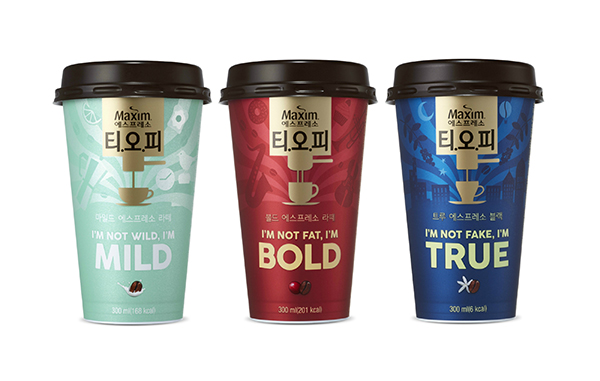 Maxim
에스프레소
티.오.피
마일드 에스프레소 라떼
I'M NOT WILD, I'M
MILD
300 ml(168 kcal)
Maxim
에스프레소
티.오.피
볼드 에스프레소 라떼
I'M NOT FAT, I'M
BOLD
300 ml(201 kcal)
Maxim
에스프레소
티.오.피
트루 에스프레소 블랙
I'M NOT FAKE, I'M
TRUE
300 ml(6 kcal)